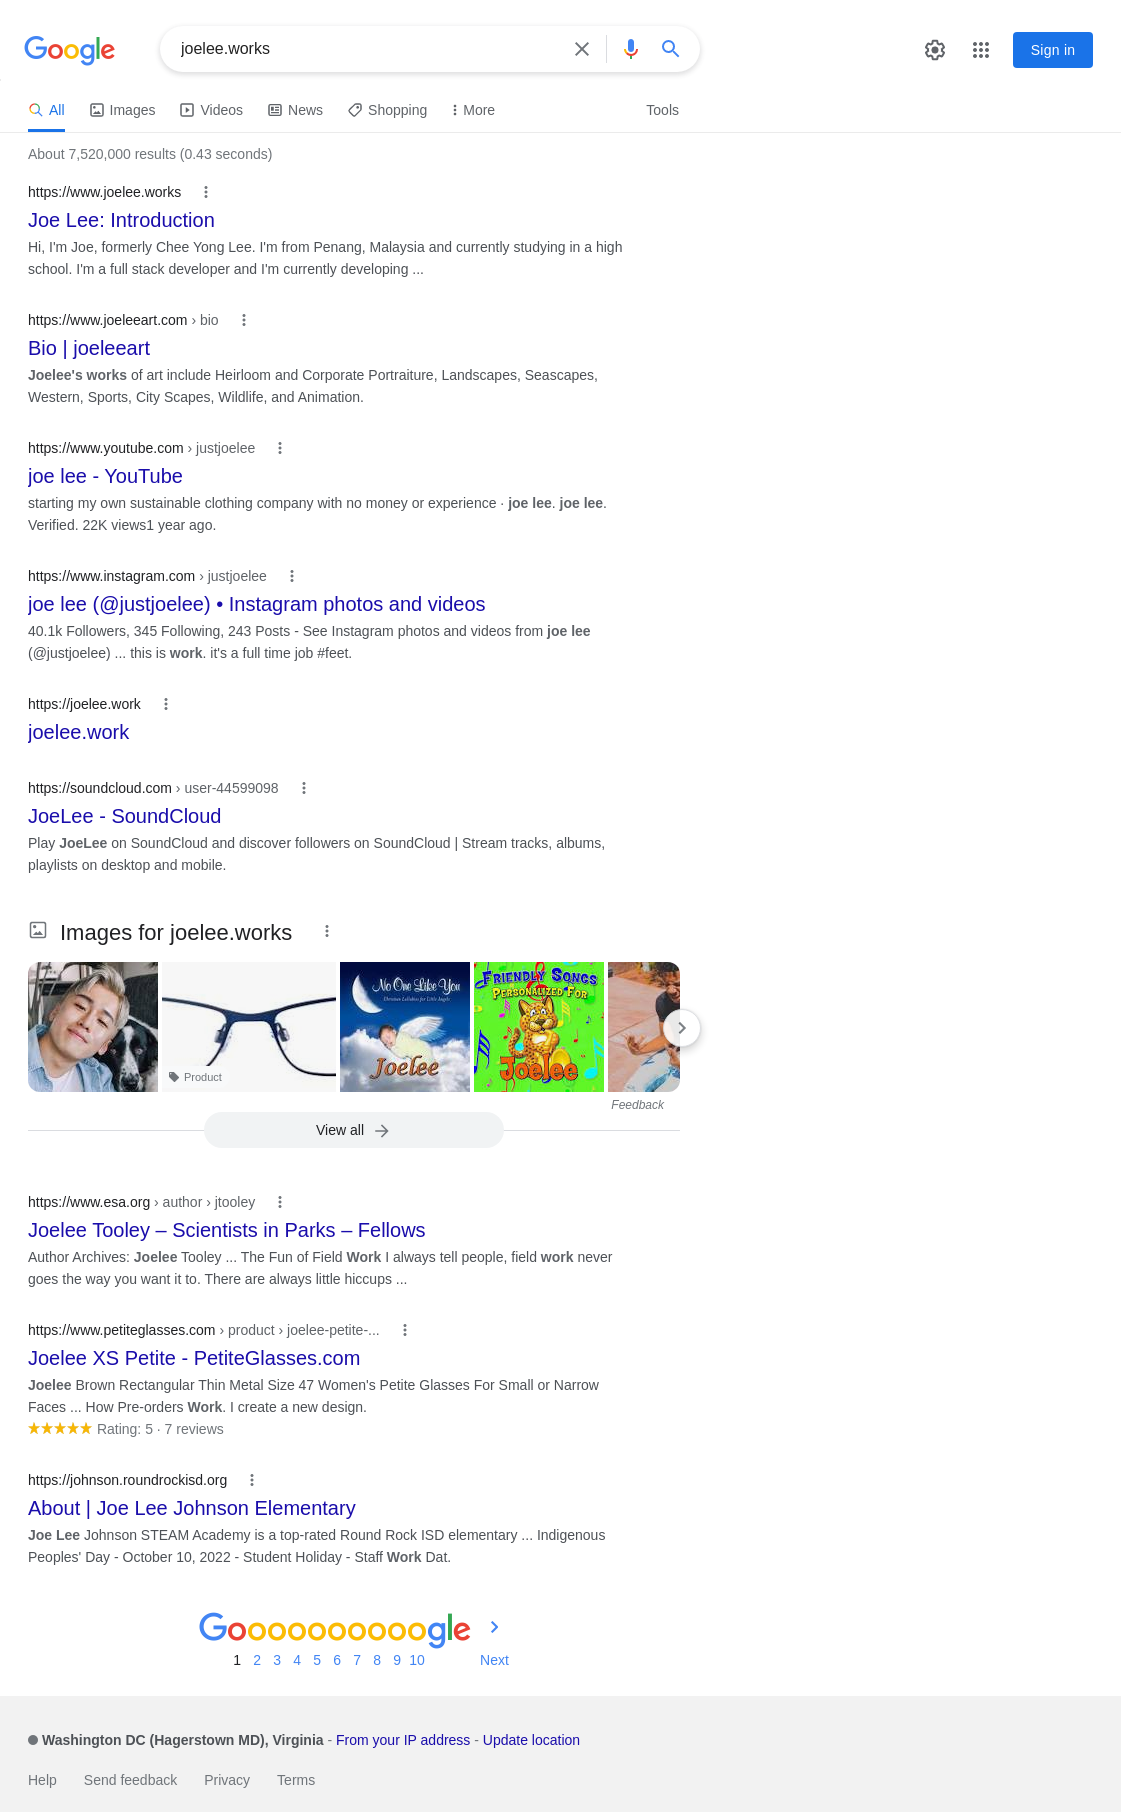 Google
joelee.works
Sign in
All
Images
Videos
News
Shopping
More
Tools
About 7,520,000 results (0.43 seconds)
https://www.joelee.works
Joe Lee: Introduction
Hi, I'm Joe, formerly Chee Yong Lee. I'm from Penang, Malaysia and currently studying in a high
school. I'm a full stack developer and I'm currently developing ...
https://www.joeleeart.com › bio
Bio | joeleeart
Joelee's works of art include Heirloom and Corporate Portraiture, Landscapes, Seascapes,
Western, Sports, City Scapes, Wildlife, and Animation.
https://www.youtube.com › justjoelee
joe lee - YouTube
starting my own sustainable clothing company with no money or experience · joe lee. joe lee.
Verified. 22K views1 year ago.
https://www.instagram.com › justjoelee
joe lee (@justjoelee) • Instagram photos and videos
40.1k Followers, 345 Following, 243 Posts - See Instagram photos and videos from joe lee
(@justjoelee) ... this is work. it's a full time job #feet.
https://joelee.work
joelee.work
https://soundcloud.com › user-44599098
JoeLee - SoundCloud
Play JoeLee on SoundCloud and discover followers on SoundCloud | Stream tracks, albums,
playlists on desktop and mobile.
Images for joelee.works
Product
No One Like You
Christian Lullabies for Little Angels
Joelee
FRIENDLY SONGS
PERSONALIZED FOR
Joelee
Feedback
View all
https://www.esa.org › author › jtooley
Joelee Tooley – Scientists in Parks – Fellows
Author Archives: Joelee Tooley ... The Fun of Field Work I always tell people, field work never
goes the way you want it to. There are always little hiccups ...
https://www.petiteglasses.com › product › joelee-petite-...
Joelee XS Petite - PetiteGlasses.com
Joelee Brown Rectangular Thin Metal Size 47 Women's Petite Glasses For Small or Narrow
Faces ... How Pre-orders Work. I create a new design.
Rating: 5 · 7 reviews
https://johnson.roundrockisd.org
About | Joe Lee Johnson Elementary
Joe Lee Johnson STEAM Academy is a top-rated Round Rock ISD elementary ... Indigenous
Peoples' Day - October 10, 2022 - Student Holiday - Staff Work Dat.
Goooooooooogle
1 2 3 4 5 6 7 8 9 10 Next
Washington DC (Hagerstown MD), Virginia - From your IP address - Update location
Help Send feedback Privacy Terms